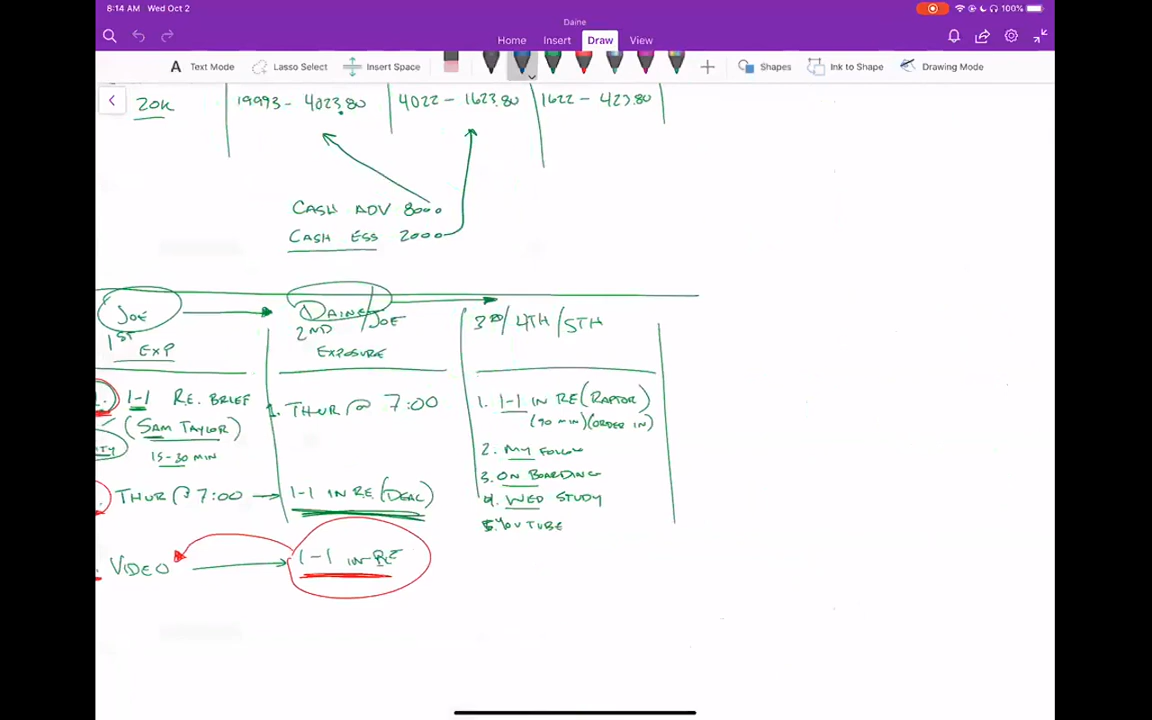 8:14 AM Wed Oct 2
100%
Daine
Home Insert Draw View
Text Mode Lasso Select Insert Space Shapes Ink to Shape Drawing Mode
20K 19993 - 4023.80 4022 - 1623.80 1622 - 423.80
CASH ADV 8000
CASH ESS 2000
JOE DAINE/JOE 3RD/4TH/5TH
1ST 2ND
EXP EXPOSURE
1. 1-1 RE. BRIEF 1. THUR @ 7:00 1. 1-1 IN RE (RAPTOR)
(SAM TAYLOR) (90 MIN)(ORDER IN)
15-30 MIN 2. MY FOLLOW
3. ON BOARDING
THUR @ 7:00 1-1 IN RE (DEAL) 4. WED STUDY
5. YOUTUBE
VIDEO 1-1 IN RE